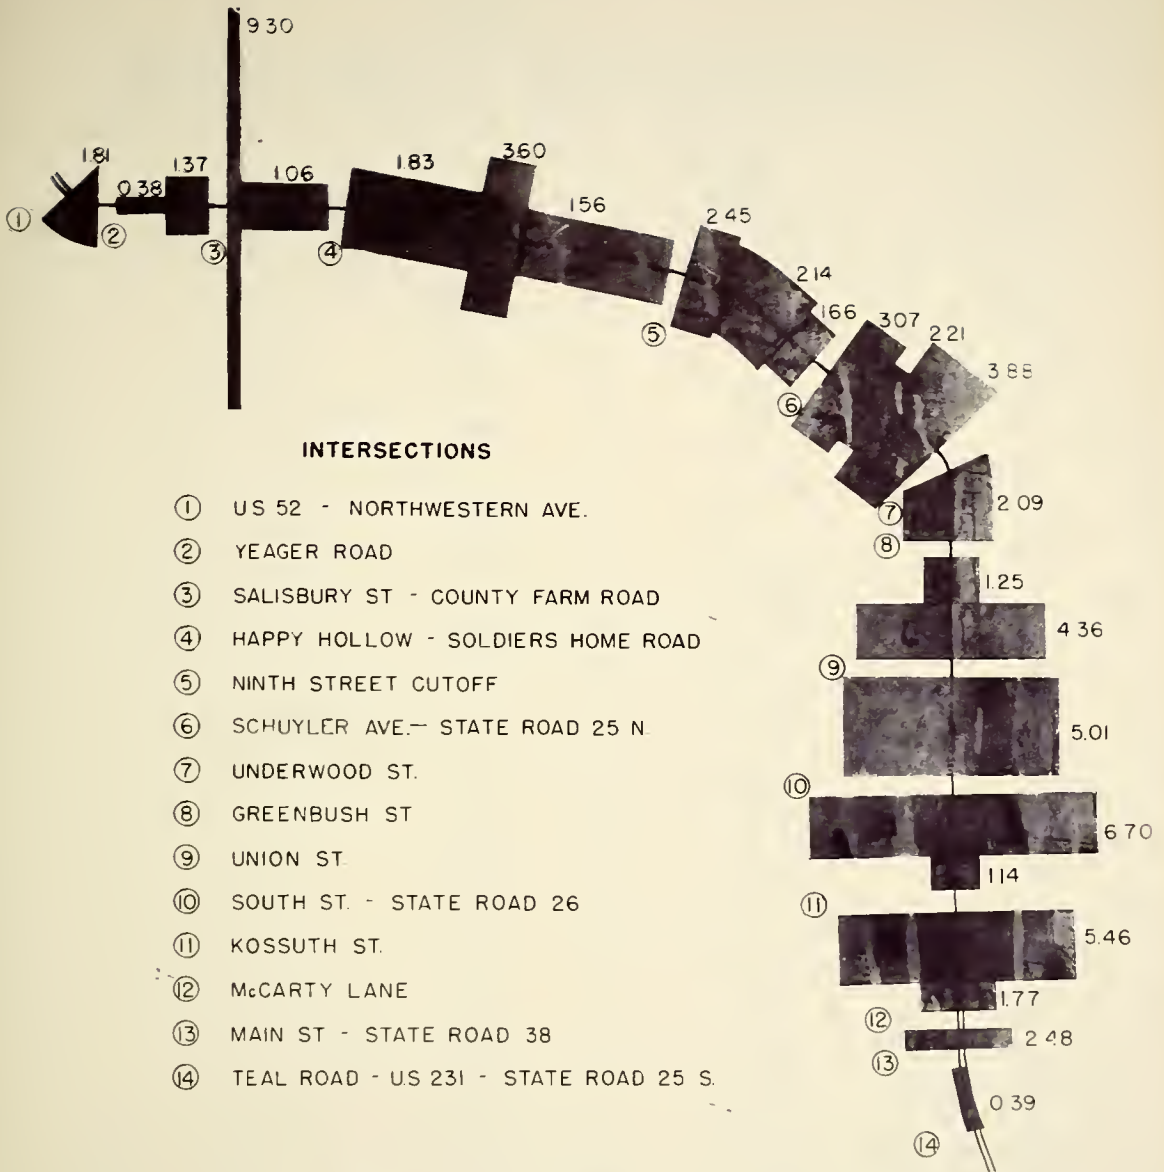 9 30
1.81
0 38
1.37
1.06
1.83
3.60
1 56
2 45
2 14
1 66
3 07
2 21
3 88
①
②
③
④
⑤
⑥
⑦
⑧
2 09
1.25
4 36
⑨
5.01
⑩
6 70
1 14
⑪
5.46
1.77
⑫
2 48
⑬
0 39
⑭
INTERSECTIONS
① US 52 - NORTHWESTERN AVE.
② YEAGER ROAD
③ SALISBURY ST - COUNTY FARM ROAD
④ HAPPY HOLLOW - SOLDIERS HOME ROAD
⑤ NINTH STREET CUTOFF
⑥ SCHUYLER AVE.— STATE ROAD 25 N
⑦ UNDERWOOD ST.
⑧ GREENBUSH ST
⑨ UNION ST.
⑩ SOUTH ST. - STATE ROAD 26
⑪ KOSSUTH ST.
⑫ McCARTY LANE
⑬ MAIN ST - STATE ROAD 38
⑭ TEAL ROAD - U.S 231 - STATE ROAD 25 S.